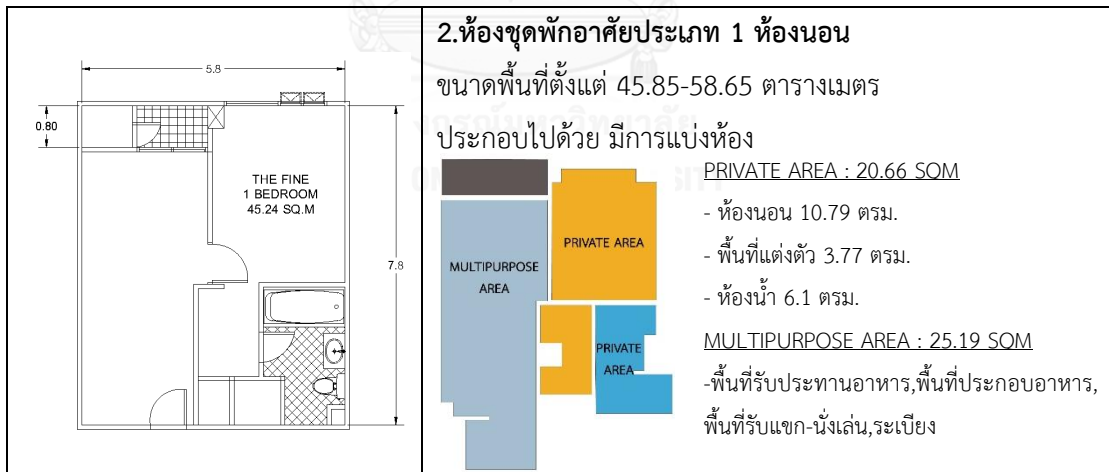 5.8
0.80
THE FINE
1 BEDROOM
45.24 SQ.M
7.8
2.ห้องชุดพักอาศัยประเภท 1 ห้องนอน
ขนาดพื้นที่ตั้งแต่ 45.85-58.65 ตารางเมตร
ประกอบไปด้วย มีการแบ่งห้อง
PRIVATE AREA
MULTIPURPOSE
AREA
PRIVATE
AREA
PRIVATE AREA : 20.66 SQM
- ห้องนอน 10.79 ตรม.
- พื้นที่แต่งตัว 3.77 ตรม.
- ห้องน้ำ 6.1 ตรม.
MULTIPURPOSE AREA : 25.19 SQM
-พื้นที่รับประทานอาหาร,พื้นที่ประกอบอาหาร,
พื้นที่รับแขก-นั่งเล่น,ระเบียง